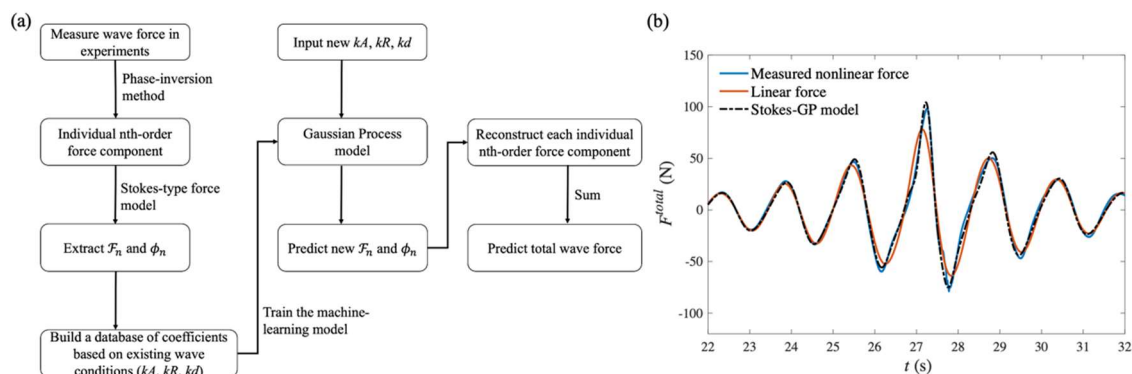 (a)
Measure wave force in
experiments
Phase-inversion
method
Individual nth-order
force component
Stokes-type force
model
Extract ℱₙ and ϕₙ
Build a database of coefficients
based on existing wave
conditions (kA, kR, kd)
Train the machine-
learning model
Input new kA, kR, kd
Gaussian Process
model
Predict new ℱₙ and ϕₙ
Reconstruct each individual
nth-order force component
Sum
Predict total wave force
(b)
150
100
50
0
-50
-100
F^total (N)
Measured nonlinear force
Linear force
Stokes-GP model
22 23 24 25 26 27 28 29 30 31 32
t (s)